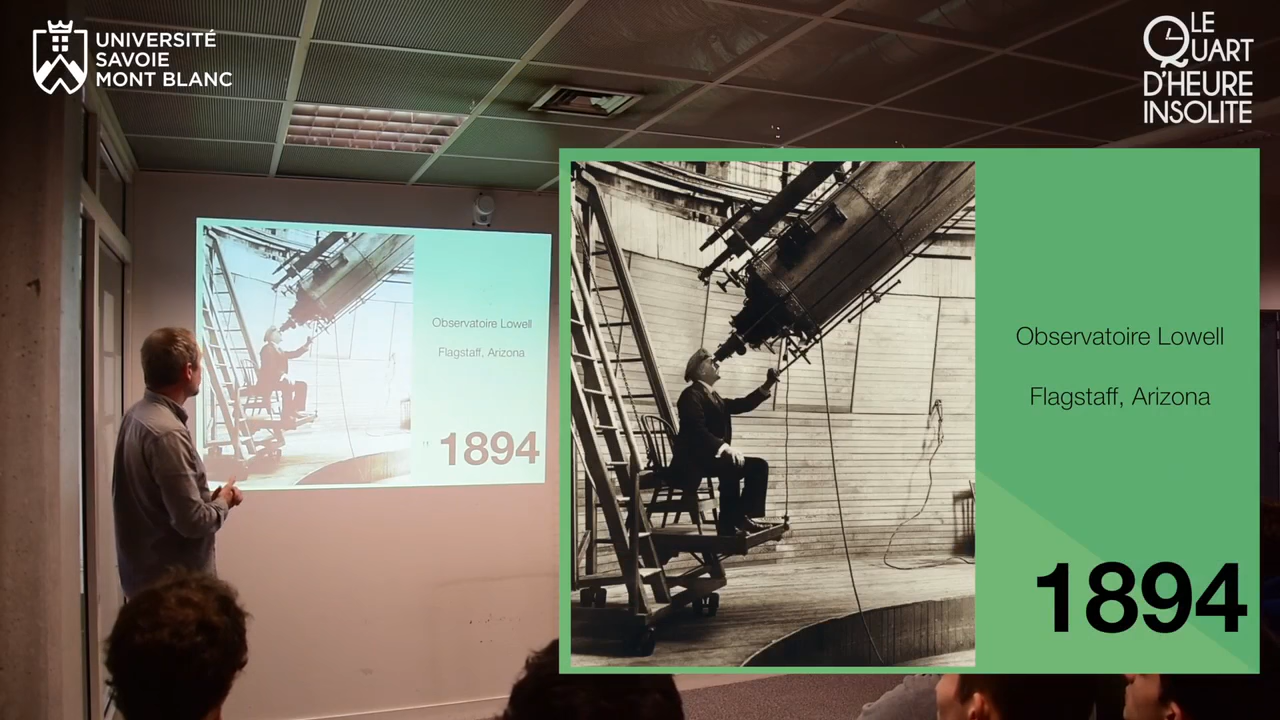 UNIVERSITÉ
SAVOIE
MONT BLANC
LE
QUART
D'HEURE
INSOLITE
Observatoire Lowell
Flagstaff, Arizona
1894
Observatoire Lowell
Flagstaff, Arizona
1894